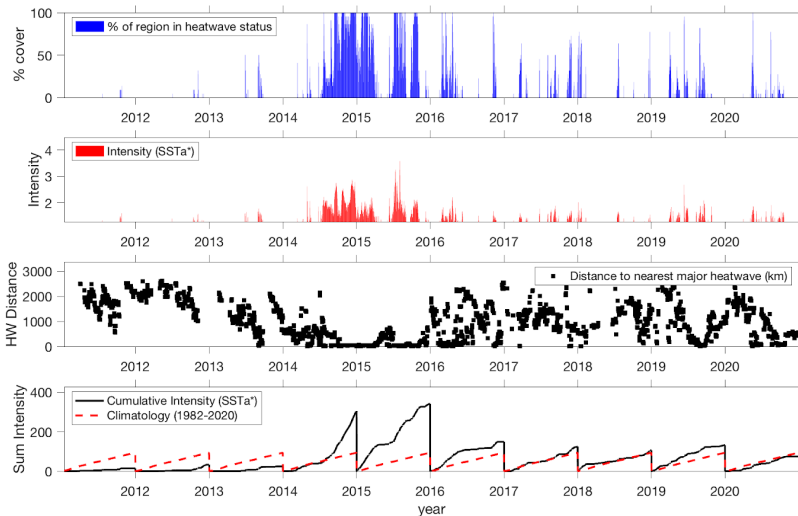 % of region in heatwave status
100
50
0
% cover
2012 2013 2014 2015 2016 2017 2018 2019 2020
Intensity (SSTa*)
4
3
2
Intensity
2012 2013 2014 2015 2016 2017 2018 2019 2020
Distance to nearest major heatwave (km)
3000
2000
1000
0
HW Distance
2012 2013 2014 2015 2016 2017 2018 2019 2020
Cumulative Intensity (SSTa*)
Climatology (1982-2020)
400
200
0
Sum Intensity
2012 2013 2014 2015 2016 2017 2018 2019 2020
year